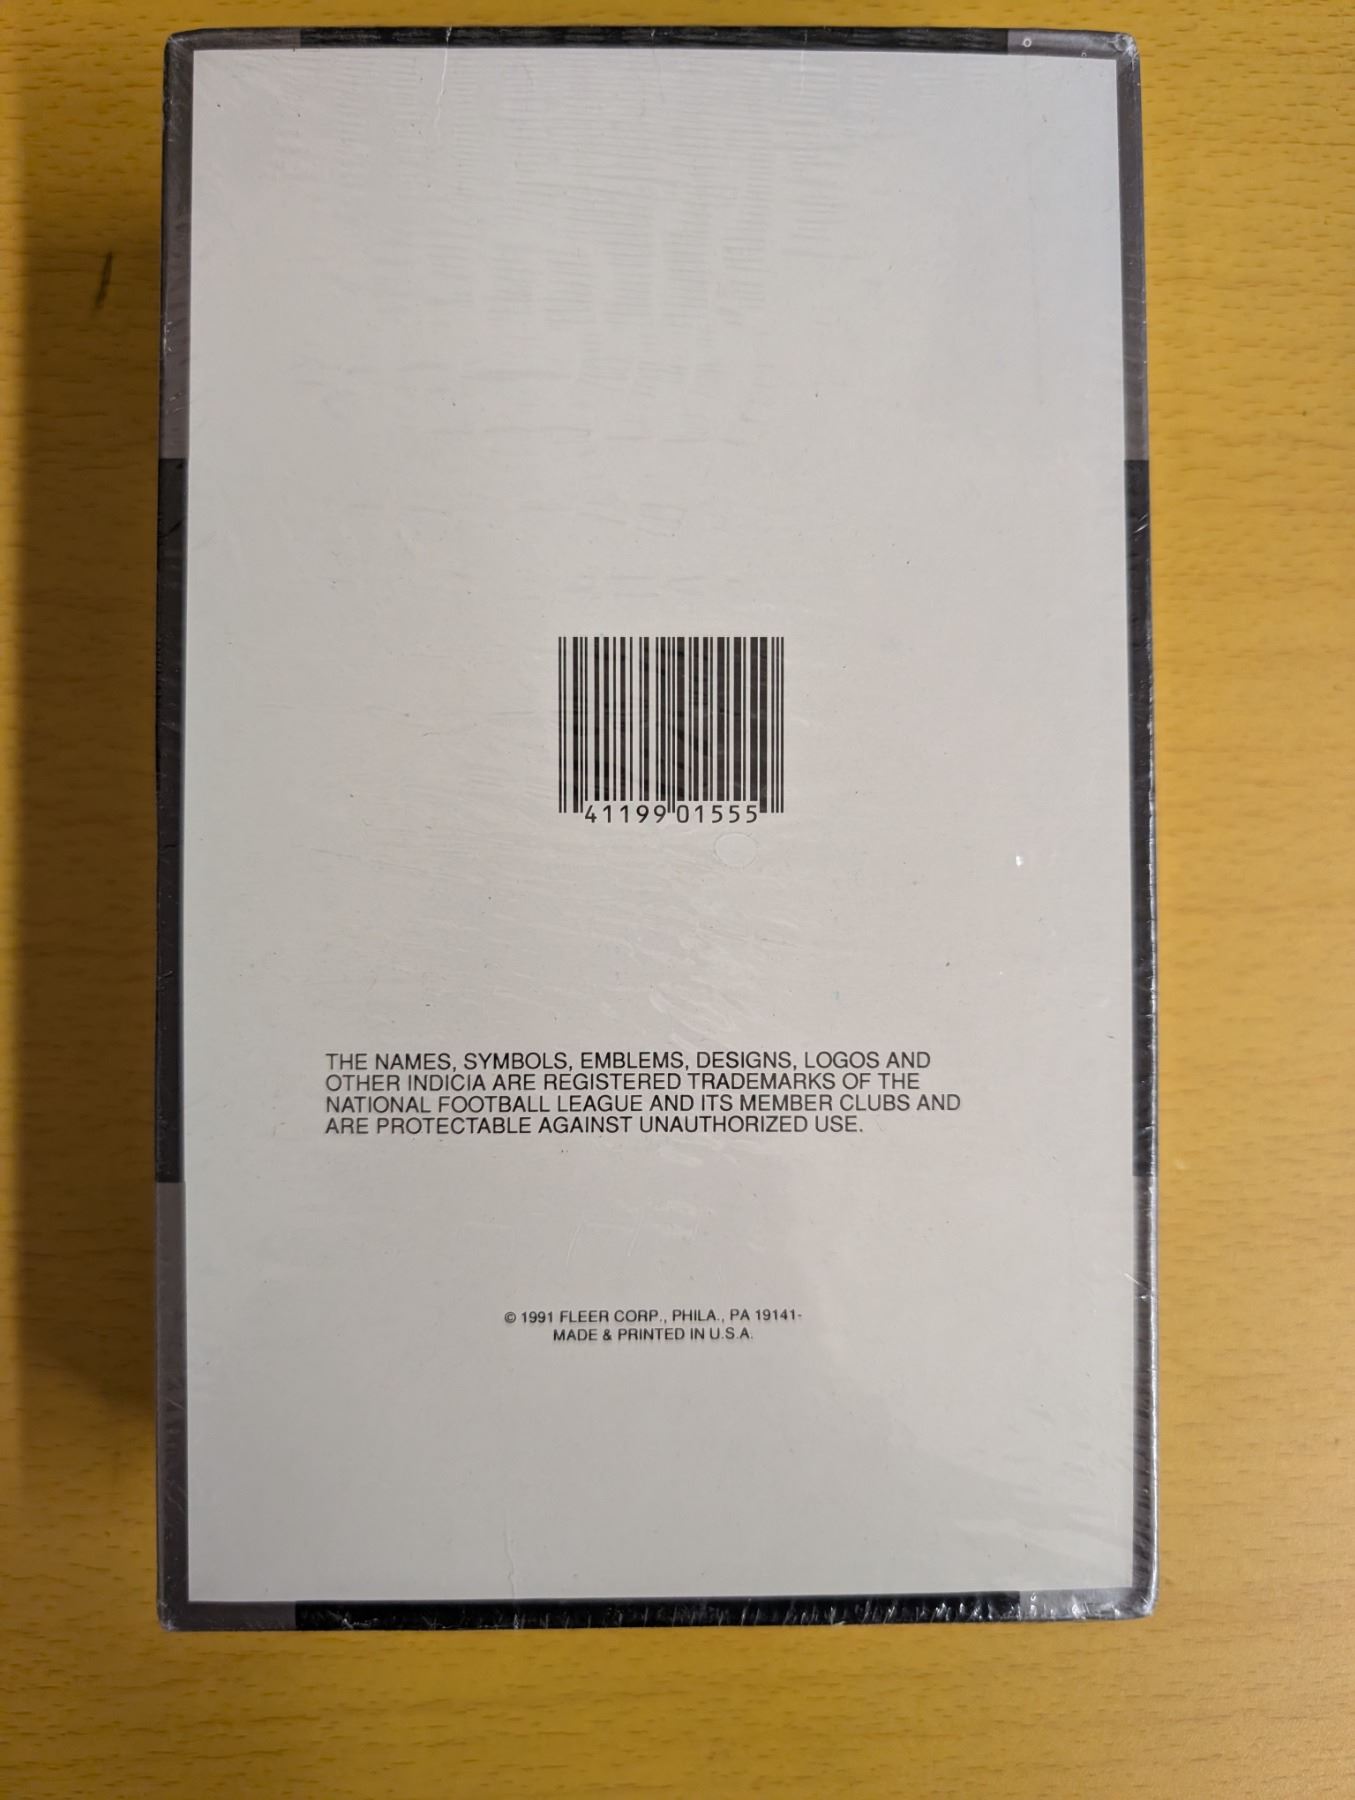 41199 01555
THE NAMES, SYMBOLS, EMBLEMS, DESIGNS, LOGOS AND
OTHER INDICIA ARE REGISTERED TRADEMARKS OF THE
NATIONAL FOOTBALL LEAGUE AND ITS MEMBER CLUBS AND
ARE PROTECTABLE AGAINST UNAUTHORIZED USE.
© 1991 FLEER CORP., PHILA., PA 19141-
MADE & PRINTED IN U.S.A.